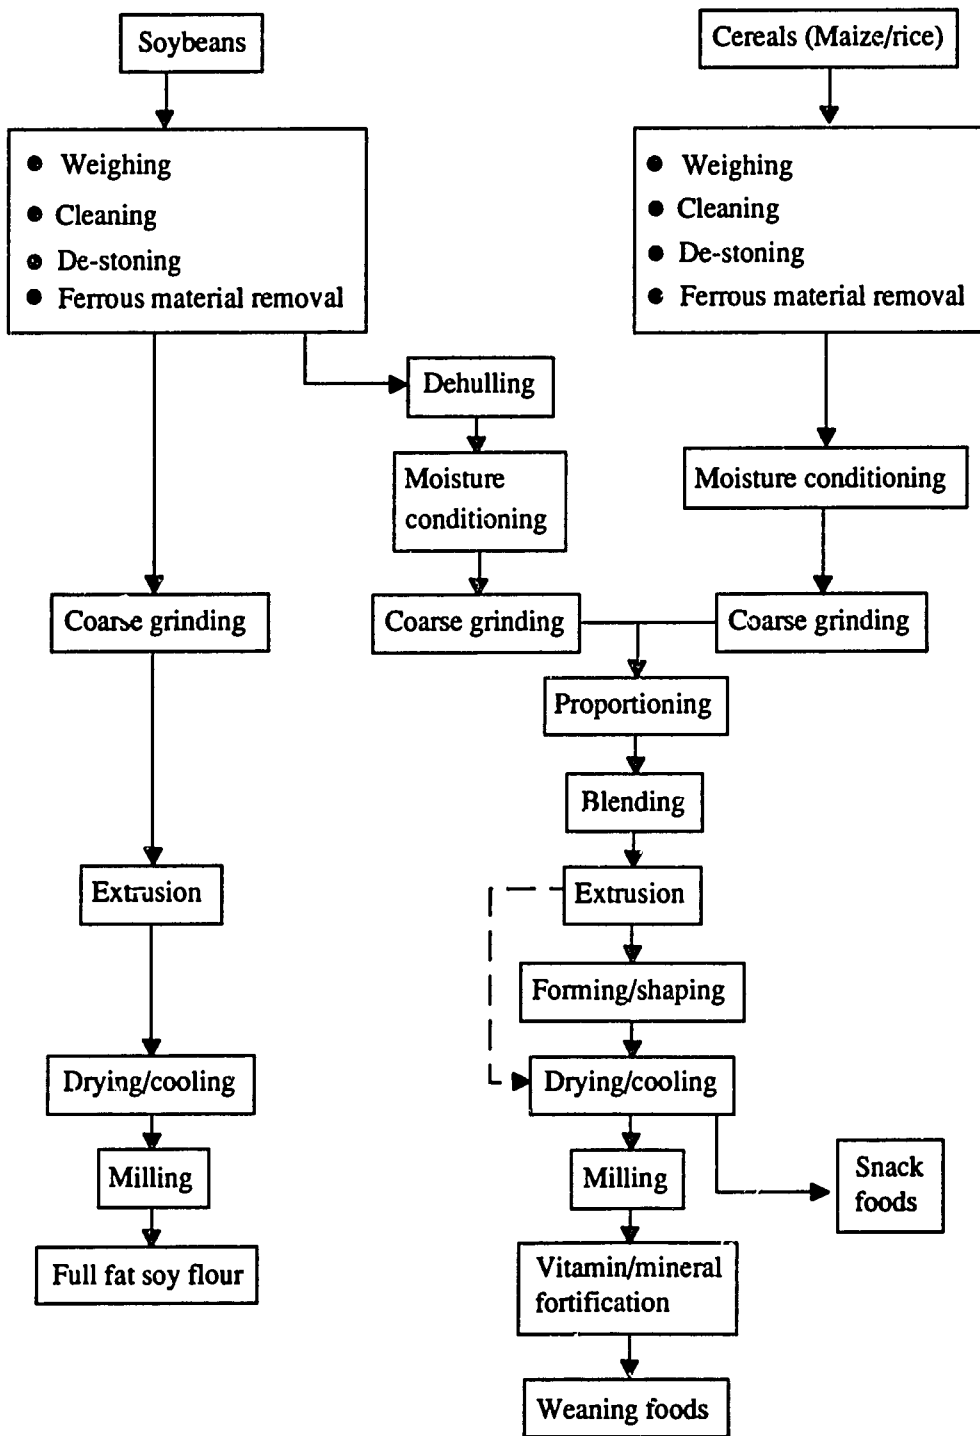 Soybeans
Cereals (Maize/rice)
● Weighing
● Cleaning
● De-stoning
● Ferrous material removal
● Weighing
● Cleaning
● De-stoning
● Ferrous material removal
Dehulling
Moisture
conditioning
Moisture conditioning
Coarse grinding
Coarse grinding
Coarse grinding
Proportioning
Blending
Extrusion
Extrusion
Forming/shaping
Drying/cooling
Drying/cooling
Milling
Milling
Snack
foods
Full fat soy flour
Vitamin/mineral
fortification
Weaning foods